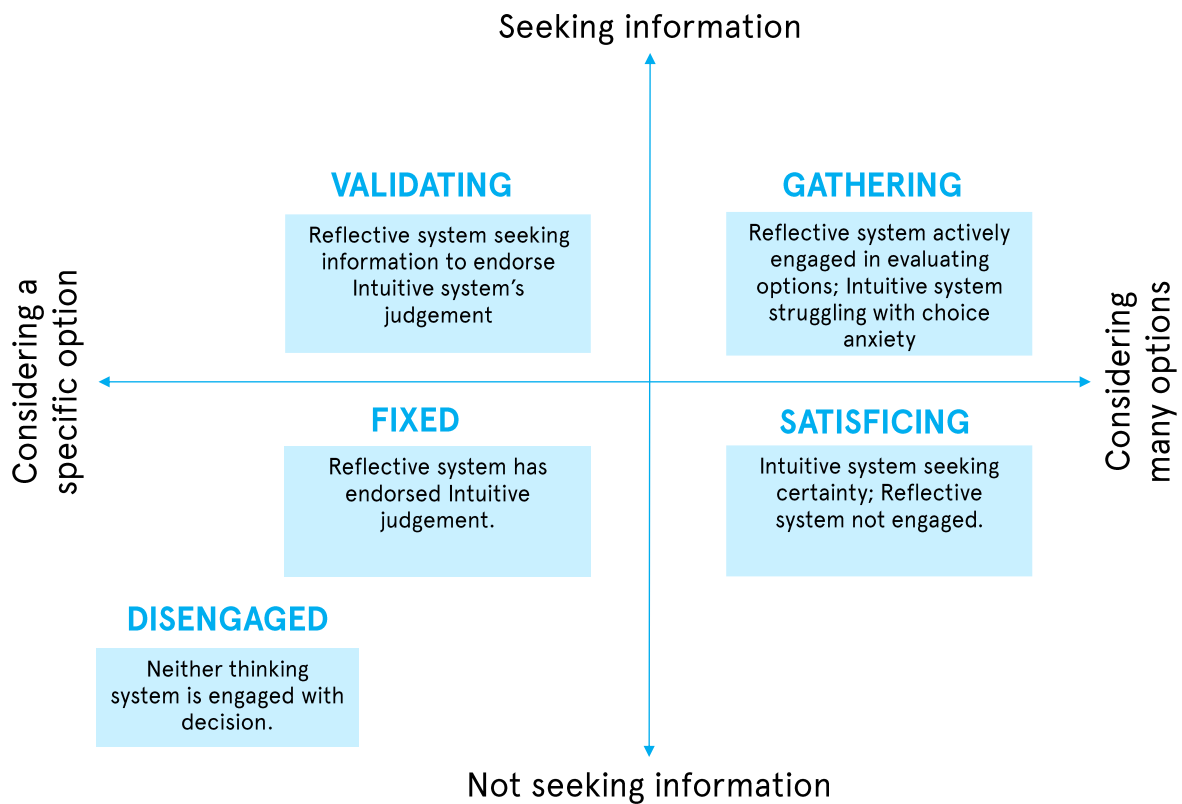 Seeking information
VALIDATING
Reflective system seeking
information to endorse
Intuitive system's
judgement
GATHERING
Reflective system actively
engaged in evaluating
options; Intuitive system
struggling with choice
anxiety
Considering a
specific option
Considering
many options
FIXED
Reflective system has
endorsed Intuitive
judgement.
SATISFICING
Intuitive system seeking
certainty; Reflective
system not engaged.
DISENGAGED
Neither thinking
system is engaged with
decision.
Not seeking information